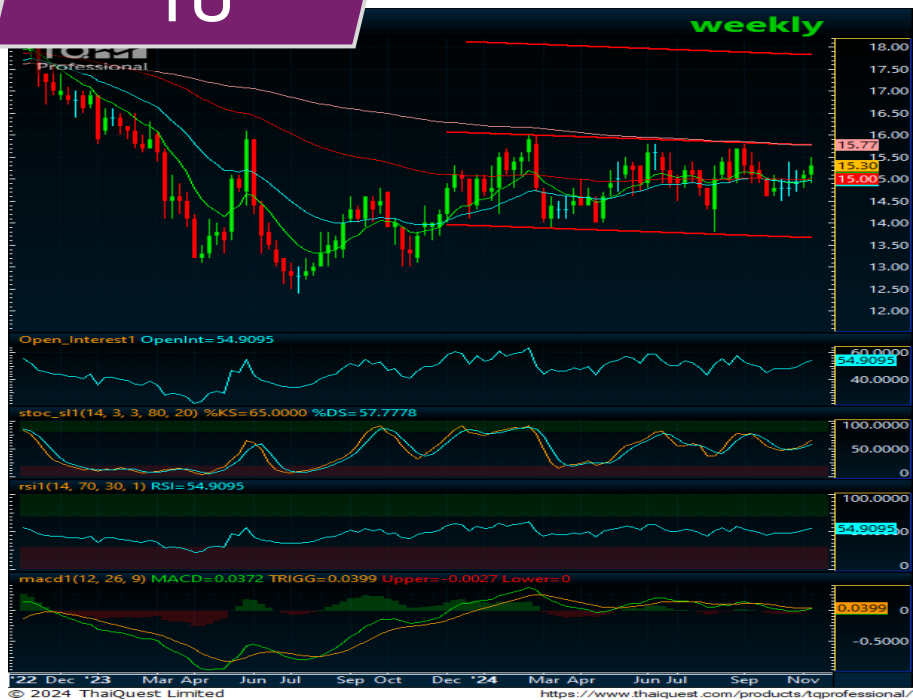 TU
weekly
Professional
18.00
17.50
17.00
16.50
16.00
15.77
15.50
15.30
15.00
14.50
14.00
13.50
13.00
12.50
12.00
Open_Interest1 OpenInt=54.9095
60.0000
54.9095
40.0000
stoc_sl1(14, 3, 3, 80, 20) %KS=65.0000 %DS=57.7778
100.0000
50.0000
0
rsi1(14, 70, 30, 1) RSI=54.9095
100.0000
54.9095
0
macd1(12, 26, 9) MACD=0.0372 TRIGG=0.0399 Upper=-0.0027 Lower=0
0.0399 0
-0.5000
'22 Dec '23 Mar Apr Jun Jul Sep Oct Dec '24 Mar Apr Jun Jul Sep Nov
© 2024 ThaiQuest Limited https://www.thaiquest.com/products/tqprofessional/